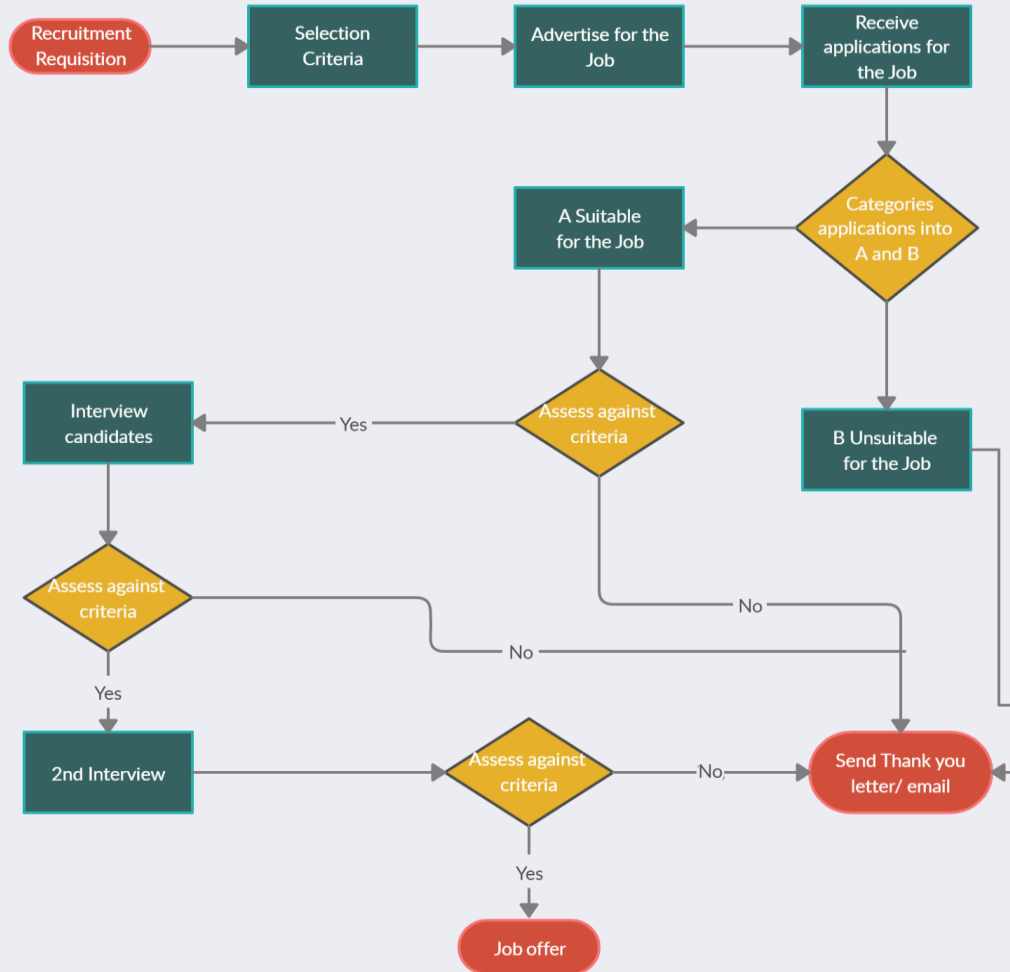 Recruitment
Requisition
Selection
Criteria
Advertise for the
Job
Receive
applications for
the Job
Categories
applications into
A and B
A Suitable
for the Job
Assess against
criteria
Yes
Interview
candidates
B Unsuitable
for the Job
Assess against
criteria
No
No
Yes
2nd Interview
Assess against
criteria
No,
Send Thank you
letter/ email
Yes
Job offer